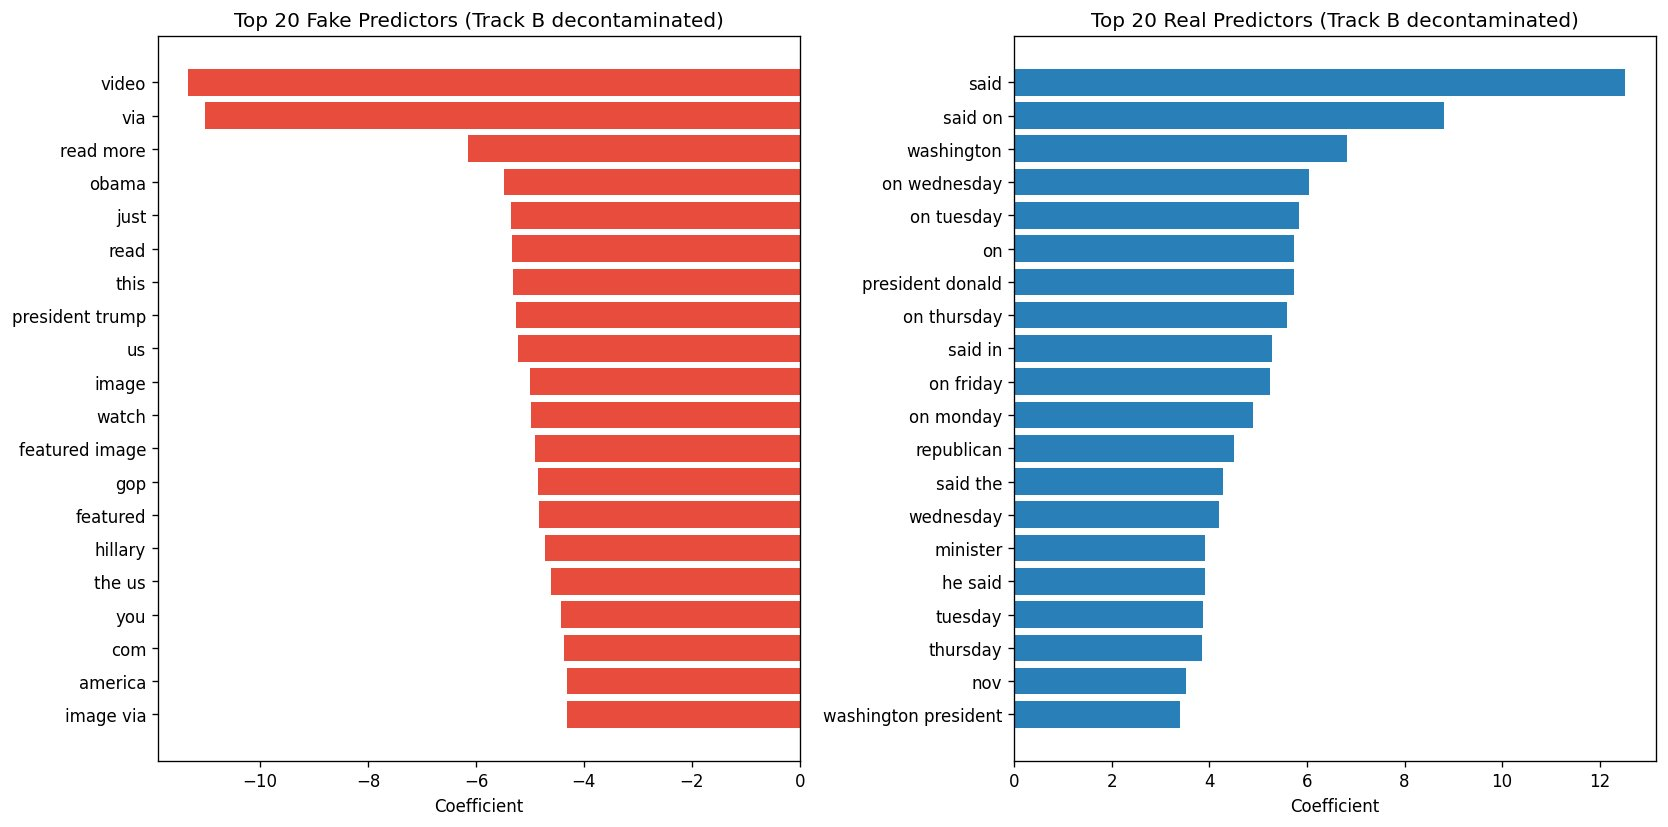 Top 20 Fake Predictors (Track B decontaminated)
video
via
read more
obama
just
read
this
president trump
us
image
watch
featured image
gop
featured
hillary
the us
you
com
america
image via
−10 −8 −6 −4 −2 0
Coefficient
Top 20 Real Predictors (Track B decontaminated)
said
said on
washington
on wednesday
on tuesday
on
president donald
on thursday
said in
on friday
on monday
republican
said the
wednesday
minister
he said
tuesday
thursday
nov
washington president
0 2 4 6 8 10 12
Coefficient